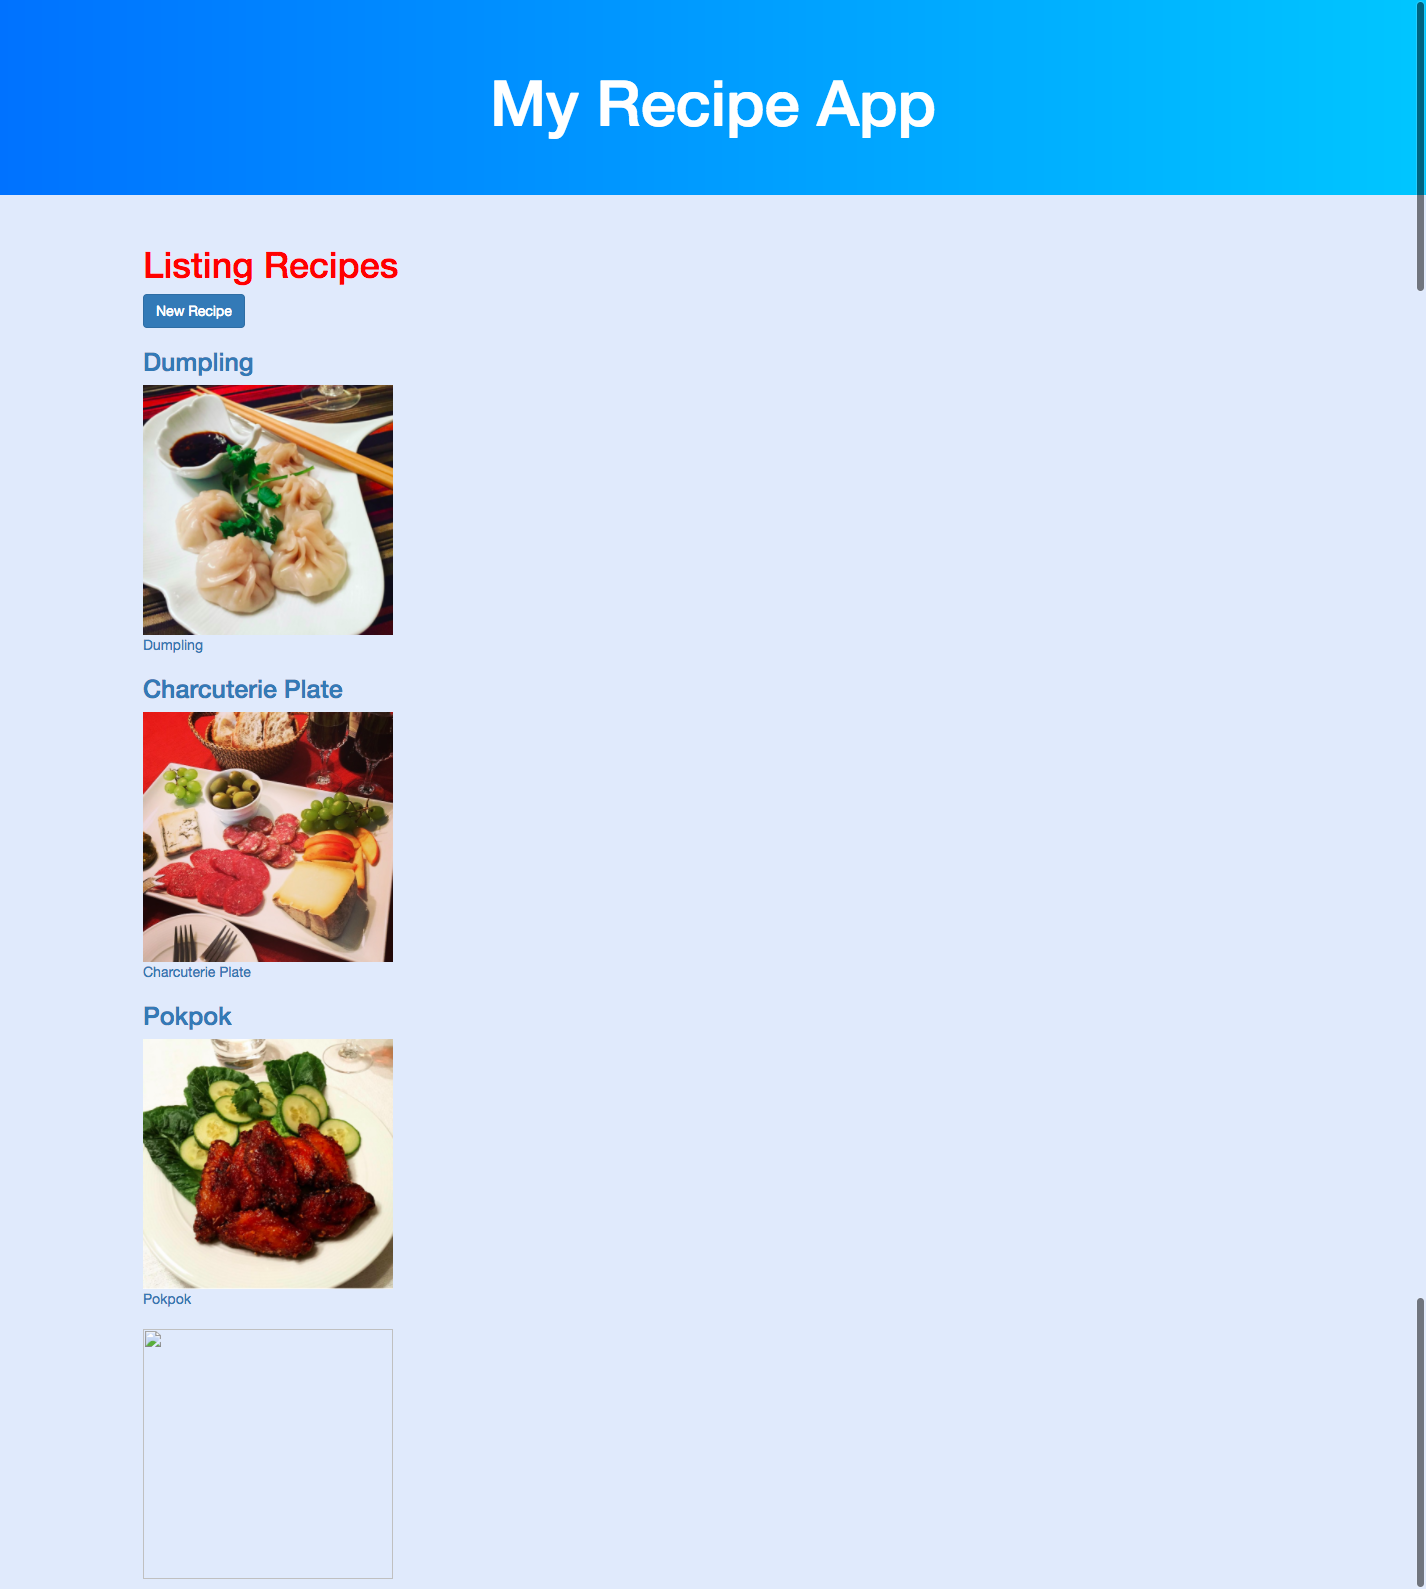 My Recipe App
Listing Recipes
New Recipe
Dumpling
Dumpling
Charcuterie Plate
Charcuterie Plate
Pokpok
Pokpok